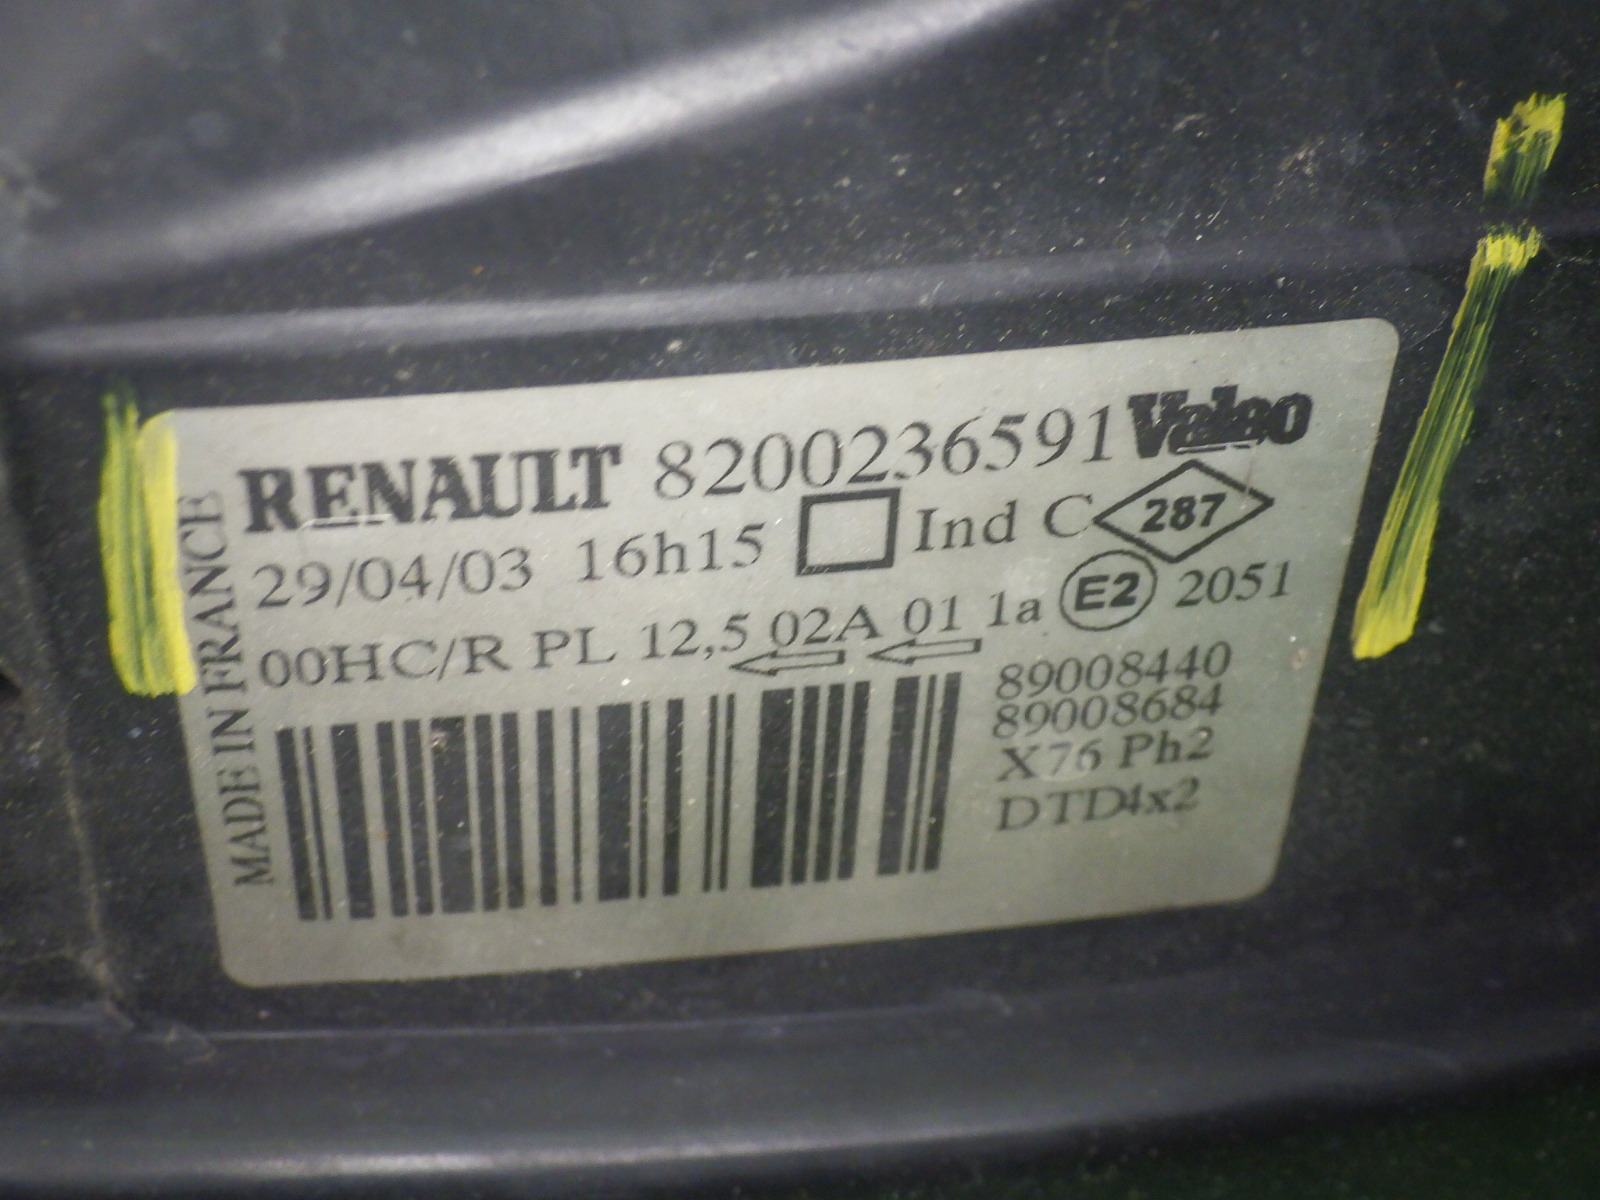 RENAULT 8200236591 Valeo
29/04/03 16h15 Ind C 287
00HC/R PL 12,5 02A 01 1a E2 2051
89008440
89008684
X76 Ph2
DTD4x2
MADE IN FRANCE